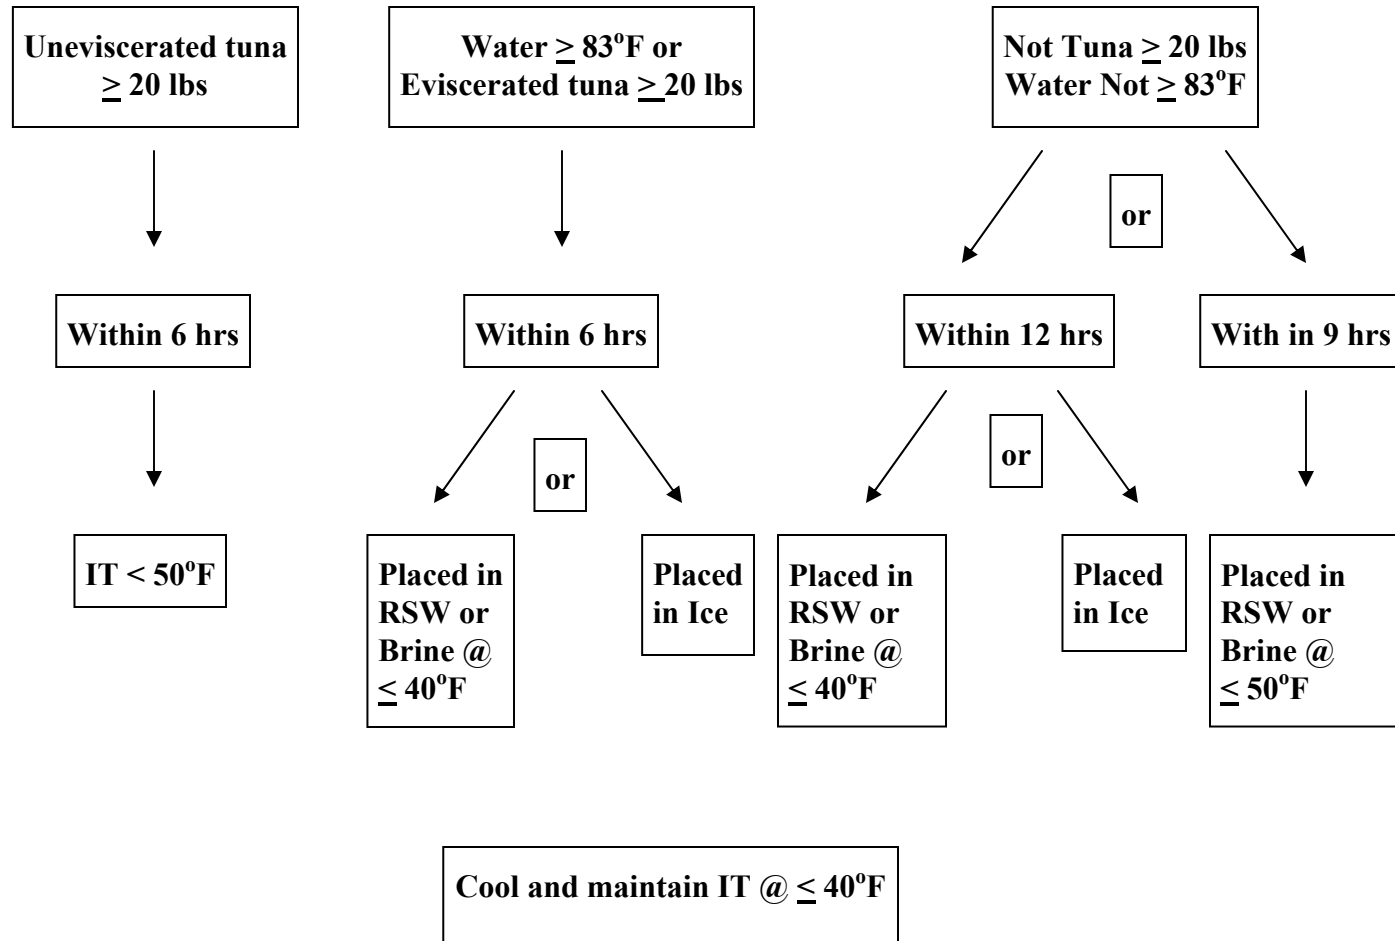 Uneviscerated tuna
≥ 20 lbs
Water ≥ 83°F or
Eviscerated tuna ≥ 20 lbs
Not Tuna ≥ 20 lbs
Water Not ≥ 83°F
or
Within 6 hrs
Within 6 hrs
Within 12 hrs
With in 9 hrs
or
or
IT < 50°F
Placed in
RSW or
Brine @
≤ 40°F
Placed
in Ice
Placed in
RSW or
Brine @
≤ 40°F
Placed
in Ice
Placed in
RSW or
Brine @
≤ 50°F
Cool and maintain IT @ ≤ 40°F